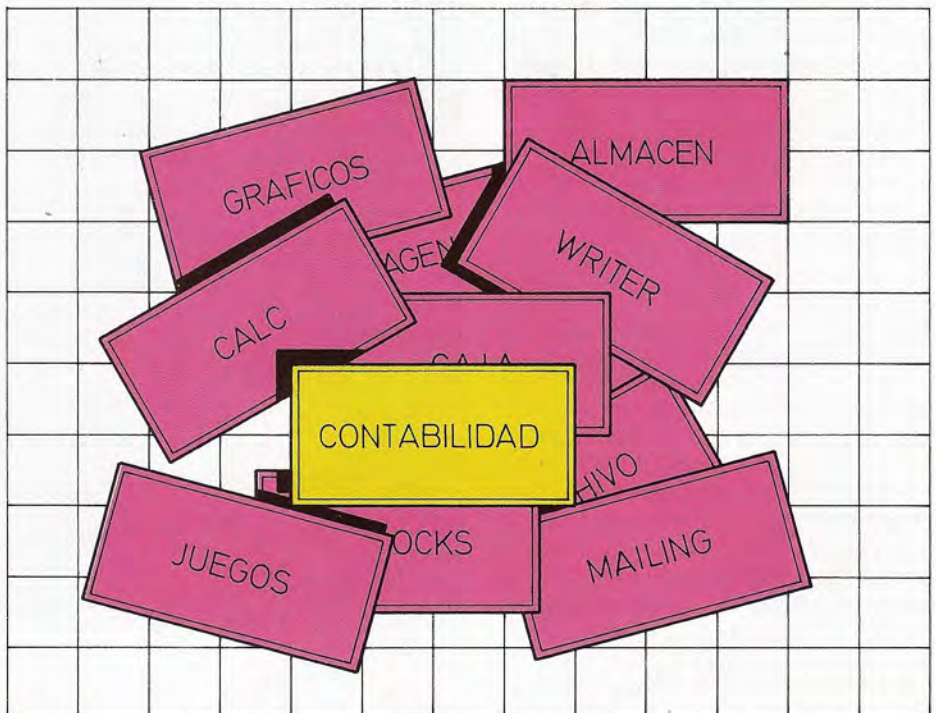 GRAFICOS
ALMACEN
AGEN
WRITER
CALC
CAJA
CONTABILIDAD
HIVO
OCKS
JUEGOS
MAILING